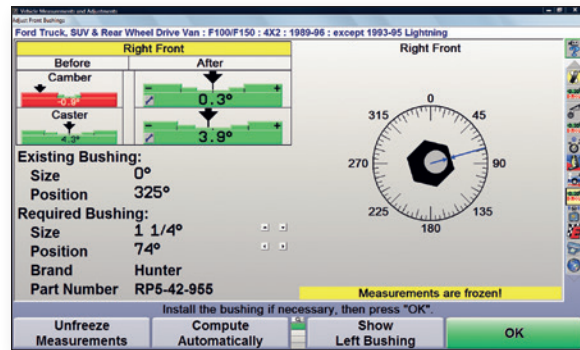 Vehicle Measurements and Adjustments
Adjust Front Bushings
Ford Truck, SUV & Rear Wheel Drive Van : F100/F150 : 4X2 : 1989-96 : except 1993-95 Lightning
Right Front
Before After
Camber
-0.9°
- +
0.3°
Caster
4.3°
- +
3.9°
Existing Bushing:
Size 0°
Position 325°
Required Bushing:
Size 1 1/4°
Position 74°
Brand Hunter
Part Number RP5-42-955
Right Front
0
45
90
135
180
225
270
315
Measurements are frozen!
Install the bushing if necessary, then press "OK".
Unfreeze
Measurements
Compute
Automatically
Show
Left Bushing
OK